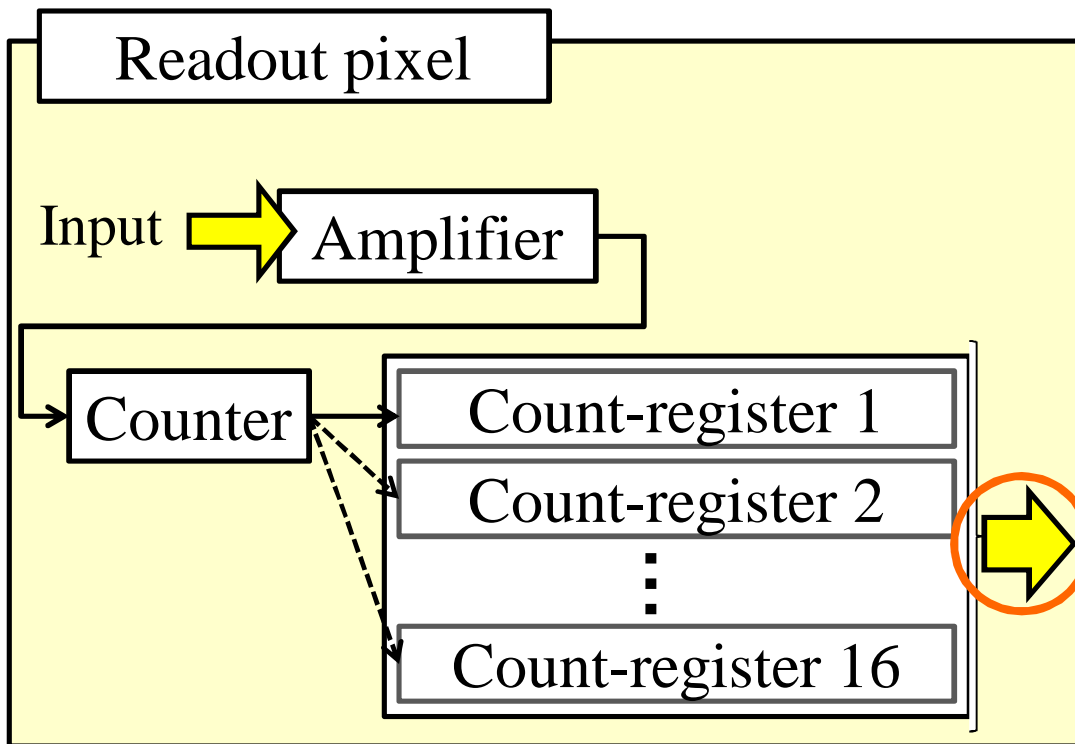 Readout pixel
Input
Amplifier
Counter
Count-register 1
Count-register 2
Count-register 16